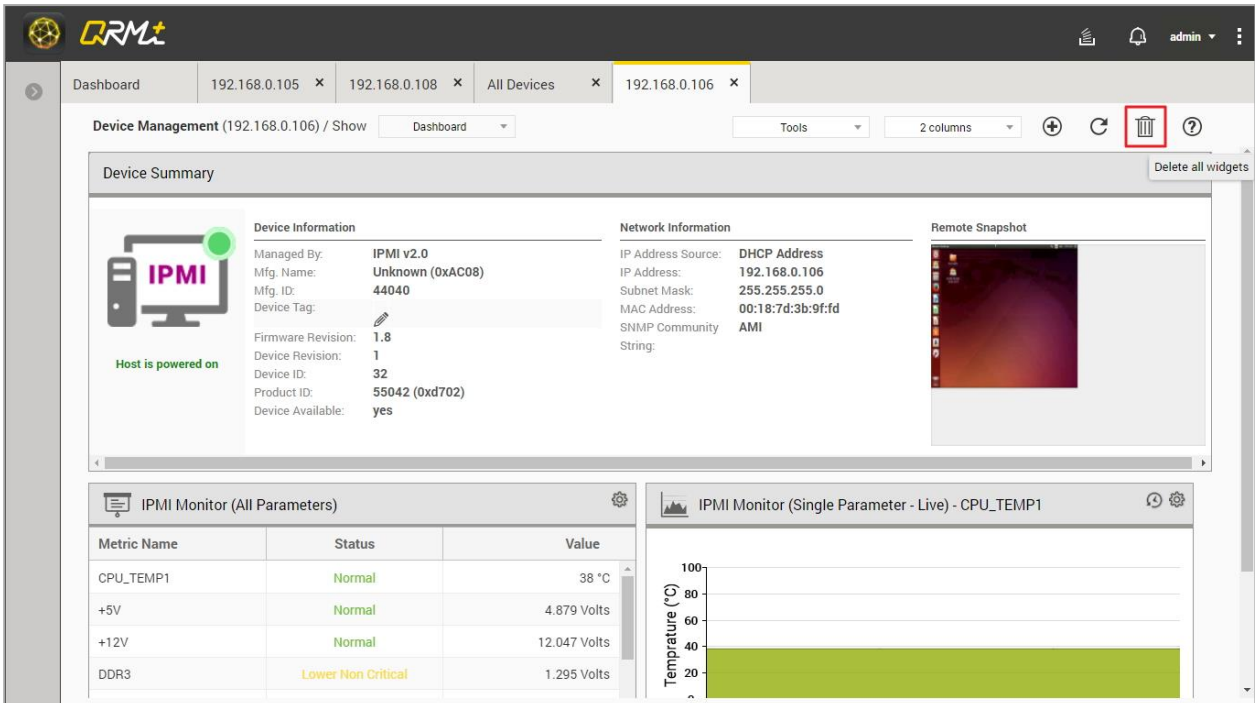 QRM+
admin
Dashboard 192.168.0.105 × 192.168.0.108 × All Devices × 192.168.0.106 ×
Device Management (192.168.0.106) / Show Dashboard Tools 2 columns
Delete all widgets
Device Summary
Device Information
Managed By: IPMI v2.0
Mfg. Name: Unknown (0xAC08)
Mfg. ID: 44040
Device Tag:
Firmware Revision: 1.8
Device Revision: 1
Device ID: 32
Product ID: 55042 (0xd702)
Device Available: yes
IPMI
Host is powered on
Network Information
IP Address Source: DHCP Address
IP Address: 192.168.0.106
Subnet Mask: 255.255.255.0
MAC Address: 00:18:7d:3b:9f:fd
SNMP Community AMI
String:
Remote Snapshot
IPMI Monitor (All Parameters)
Metric Name Status Value
CPU_TEMP1 Normal 38 °C
+5V Normal 4.879 Volts
+12V Normal 12.047 Volts
DDR3 Lower Non Critical 1.295 Volts
IPMI Monitor (Single Parameter - Live) - CPU_TEMP1
Temprature (°C)
100
80
60
40
20